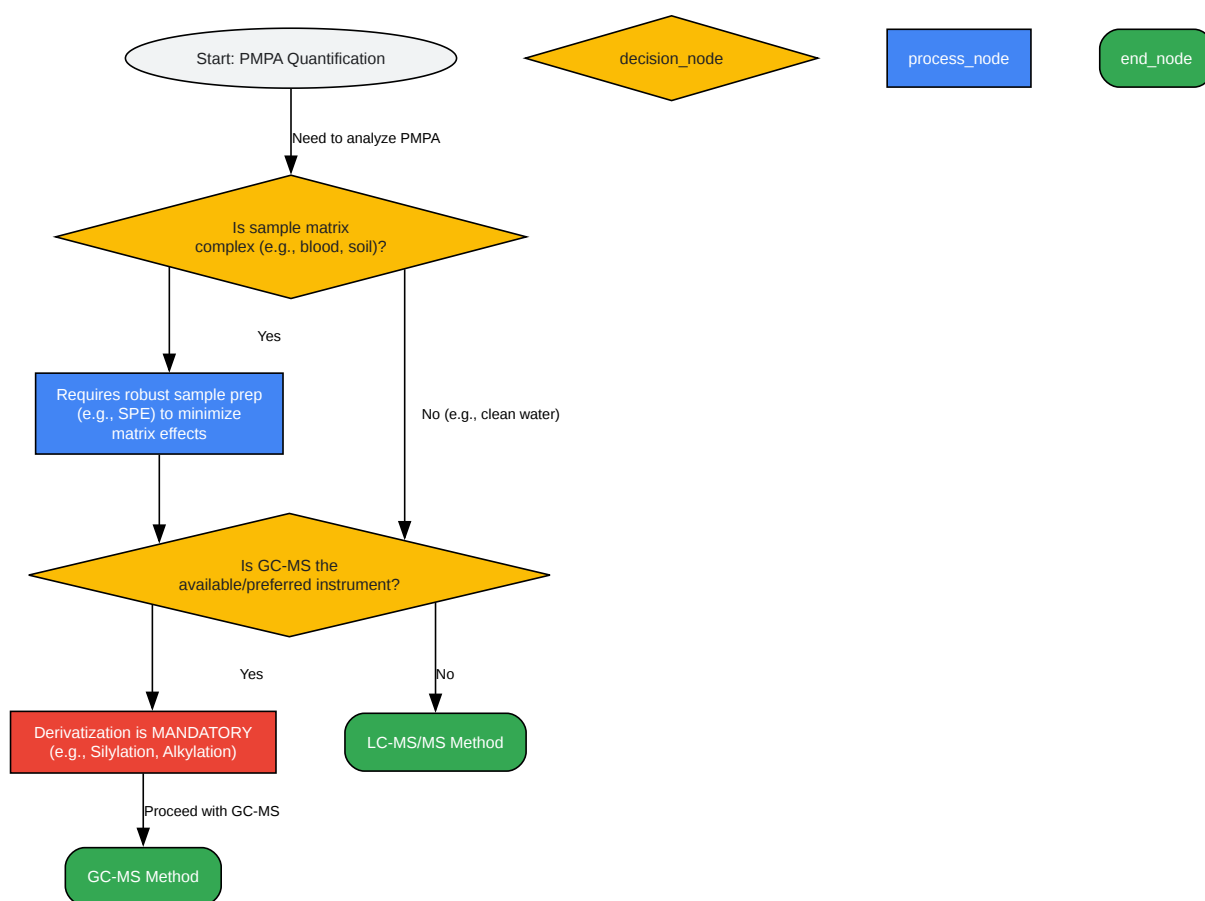 Start: PMPA Quantification
decision_node
process_node
end_node
Need to analyze PMPA
Is sample matrix
complex (e.g., blood, soil)?
Yes
Requires robust sample prep
(e.g., SPE) to minimize
matrix effects
No (e.g., clean water)
Is GC-MS the
available/preferred instrument?
Yes
No
Derivatization is MANDATORY
(e.g., Silylation, Alkylation)
LC-MS/MS Method
Proceed with GC-MS
GC-MS Method